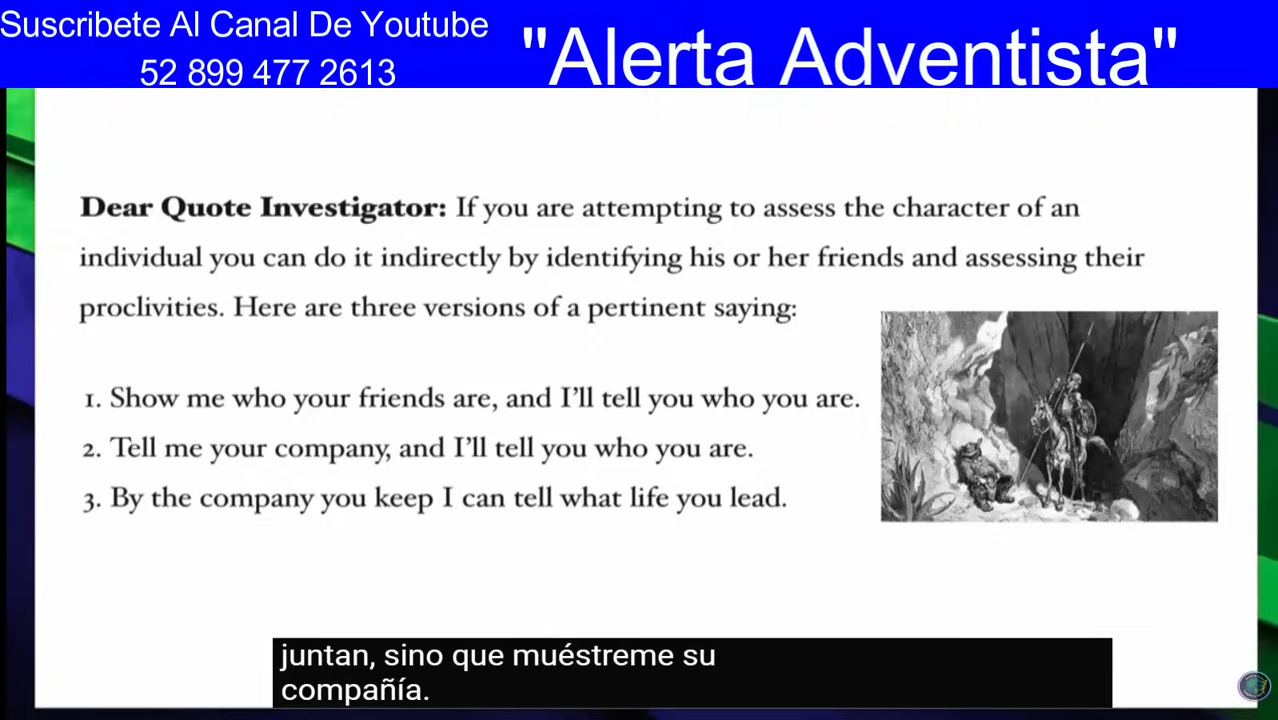 Suscribete Al Canal De Youtube
52 899 477 2613
"Alerta Adventista"
Dear Quote Investigator: If you are attempting to assess the character of an
individual you can do it indirectly by identifying his or her friends and assessing their
proclivities. Here are three versions of a pertinent saying:
1. Show me who your friends are, and I’ll tell you who you are.
2. Tell me your company, and I’ll tell you who you are.
3. By the company you keep I can tell what life you lead.
juntan, sino que muéstreme su
compañía.